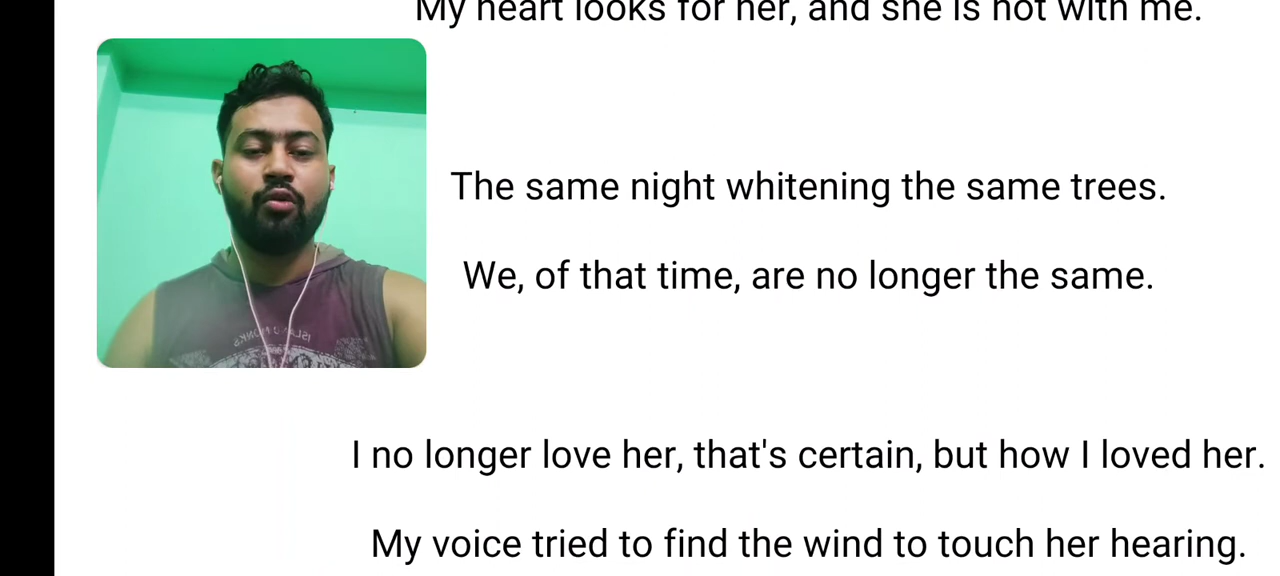 My heart looks for her, and she is not with me.
The same night whitening the same trees.
We, of that time, are no longer the same.
ISLAND MONKS
I no longer love her, that's certain, but how I loved her.
My voice tried to find the wind to touch her hearing.